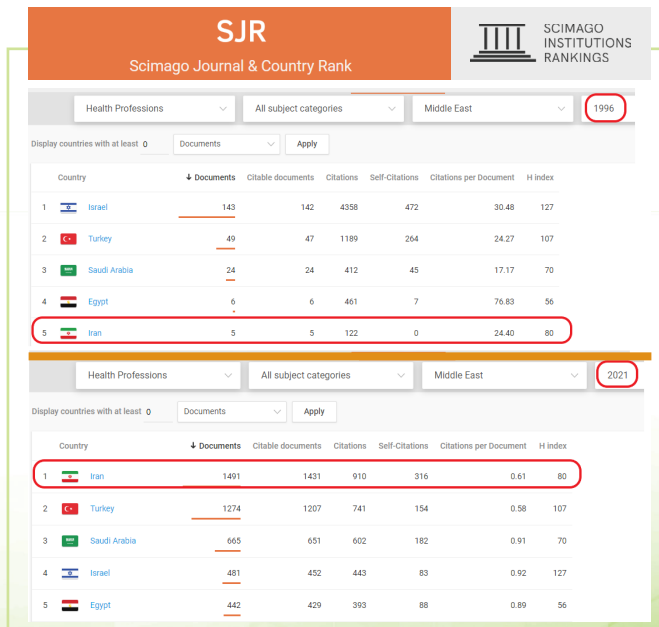 SJR
Scimago Journal & Country Rank
SCIMAGO
INSTITUTIONS
RANKINGS
Health Professions All subject categories Middle East 1996
Display countries with at least 0 Documents Apply
Country ↓ Documents Citable documents Citations Self-Citations Citations per Document H index
1 Israel 143 142 4358 472 30.48 127
2 Turkey 49 47 1189 264 24.27 107
3 Saudi Arabia 24 24 412 45 17.17 70
4 Egypt 6 6 461 7 76.83 56
5 Iran 5 5 122 0 24.40 80
Health Professions All subject categories Middle East 2021
Display countries with at least 0 Documents Apply
Country ↓ Documents Citable documents Citations Self-Citations Citations per Document H index
1 Iran 1491 1431 910 316 0.61 80
2 Turkey 1274 1207 741 154 0.58 107
3 Saudi Arabia 665 651 602 182 0.91 70
4 Israel 481 452 443 83 0.92 127
5 Egypt 442 429 393 88 0.89 56